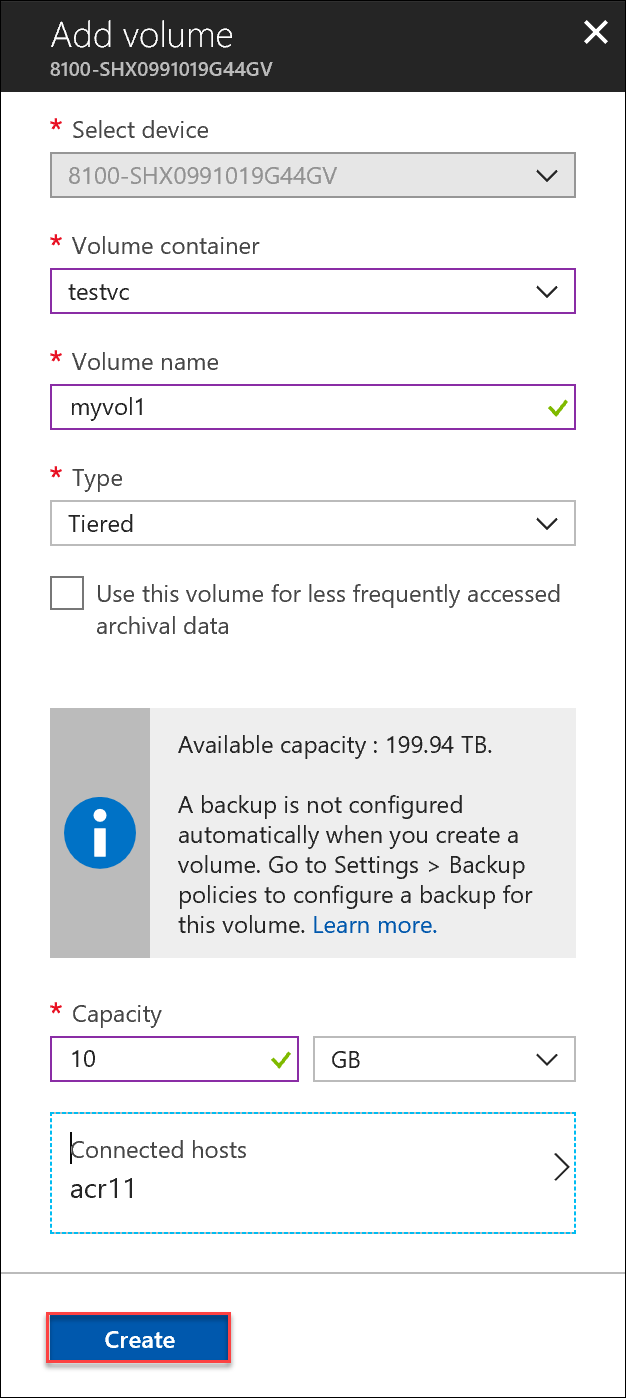 Add volume
8100-SHX0991019G44GV
* Select device
8100-SHX0991019G44GV
* Volume container
testvc
* Volume name
myvol1
* Type
Tiered
Use this volume for less frequently accessed
archival data
Available capacity : 199.94 TB.
A backup is not configured
automatically when you create a
volume. Go to Settings > Backup
policies to configure a backup for
this volume. Learn more.
* Capacity
10 GB
Connected hosts
acr11
Create